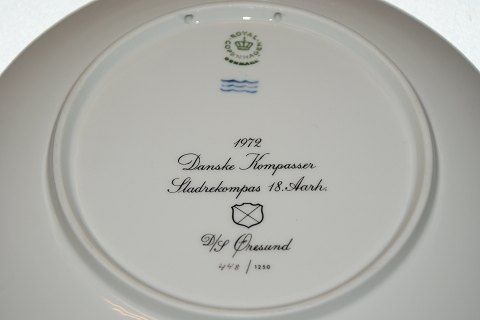 ROYAL
COPENHAGEN
DENMARK
1972
Danske Kompasser
Sladrekompas 18. Aarh.
D/S Øresund
448 / 1250